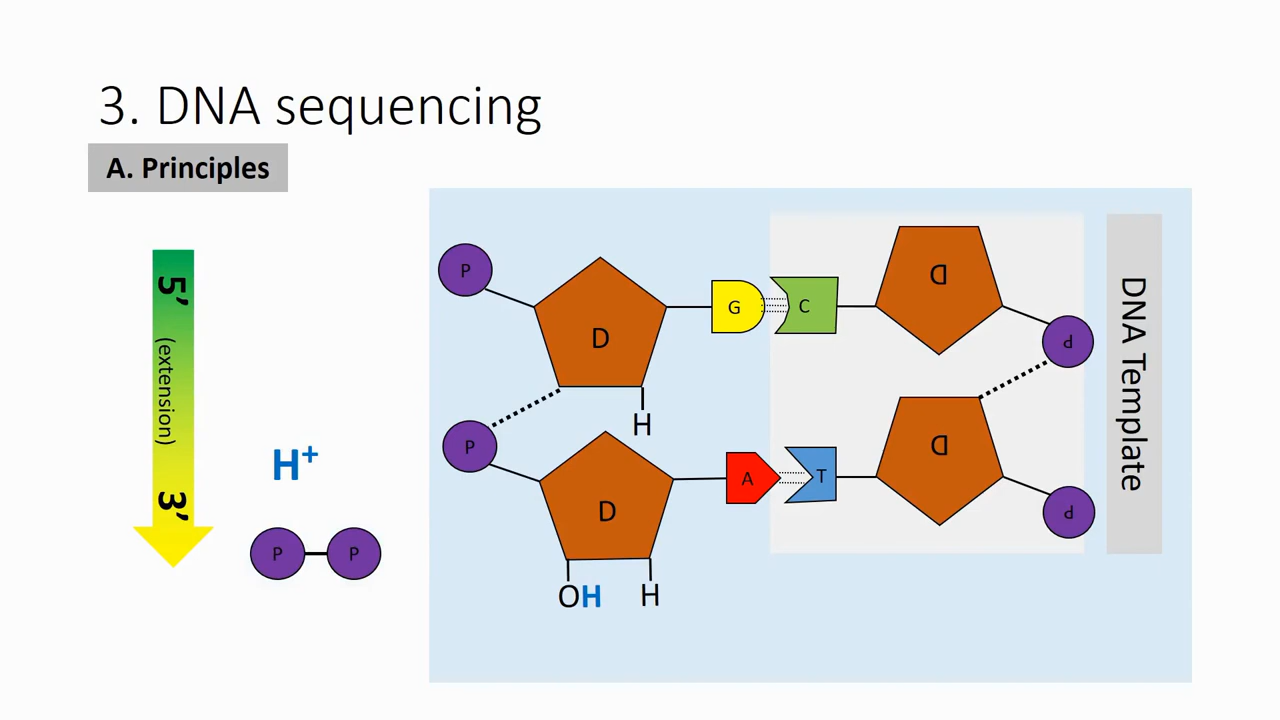 3. DNA sequencing
A. Principles
5’
(extension)
3’
H⁺
P P
P
D
G
C
D
P
H
P
D
A
T
D
P
OH
H
DNA Template